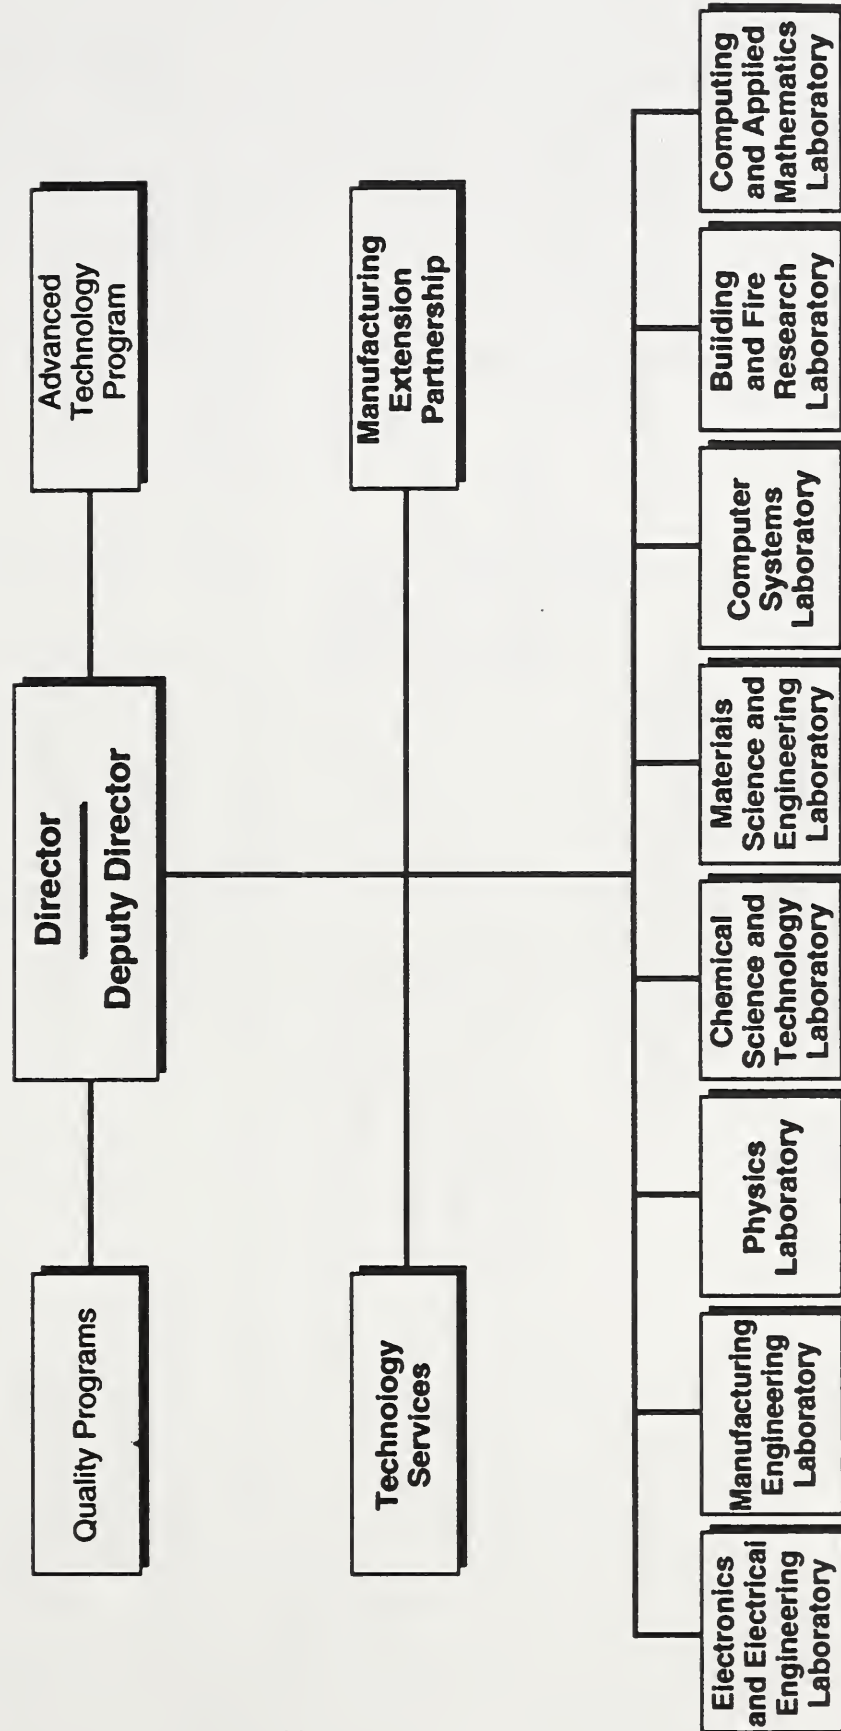 Director
Deputy Director
Quality Programs
Advanced
Technology
Program
Technology
Services
Manufacturing
Extension
Partnership
Electronics
and Electrical
Engineering
Laboratory
Manufacturing
Engineering
Laboratory
Physics
Laboratory
Chemical
Science and
Technology
Laboratory
Materials
Science and
Engineering
Laboratory
Computer
Systems
Laboratory
Building
and Fire
Research
Laboratory
Computing
and Applied
Mathematics
Laboratory